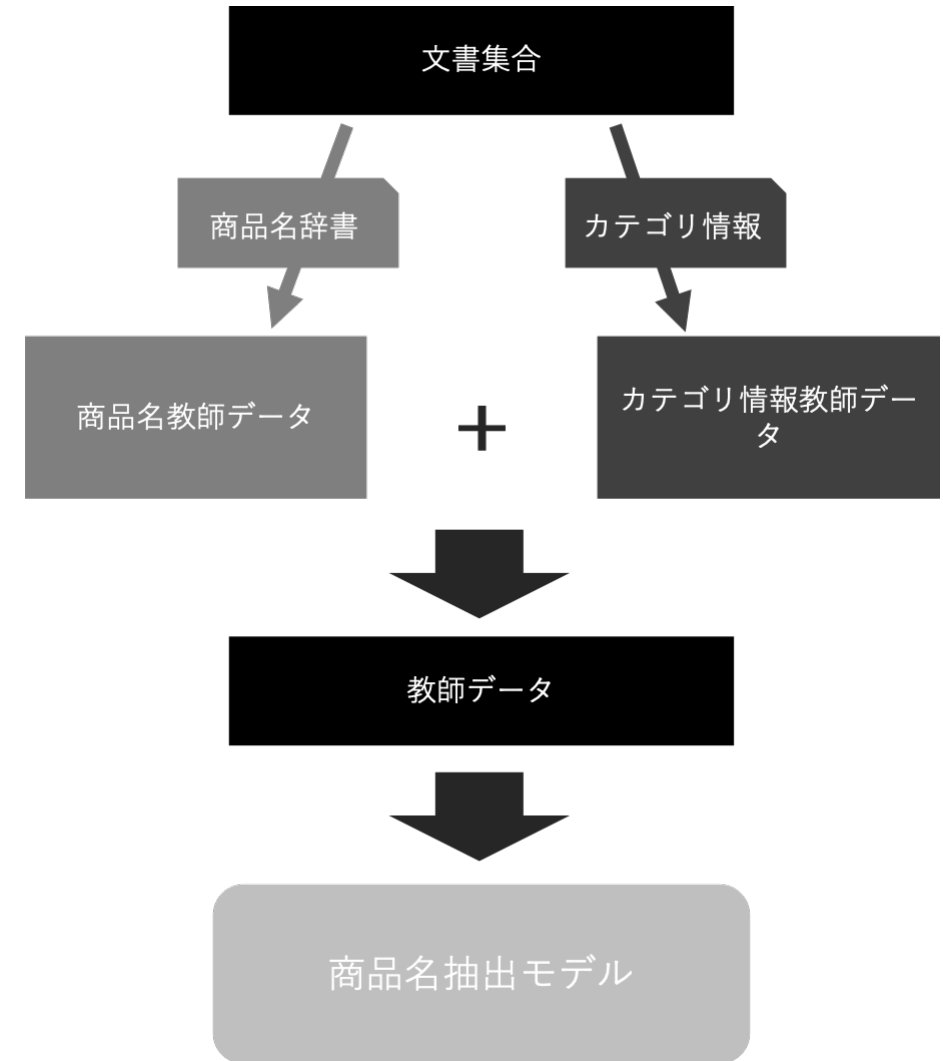 文書集合
商品名辞書
カテゴリ情報
商品名教師データ
+
カテゴリ情報教師デー
タ
教師データ
商品名抽出モデル